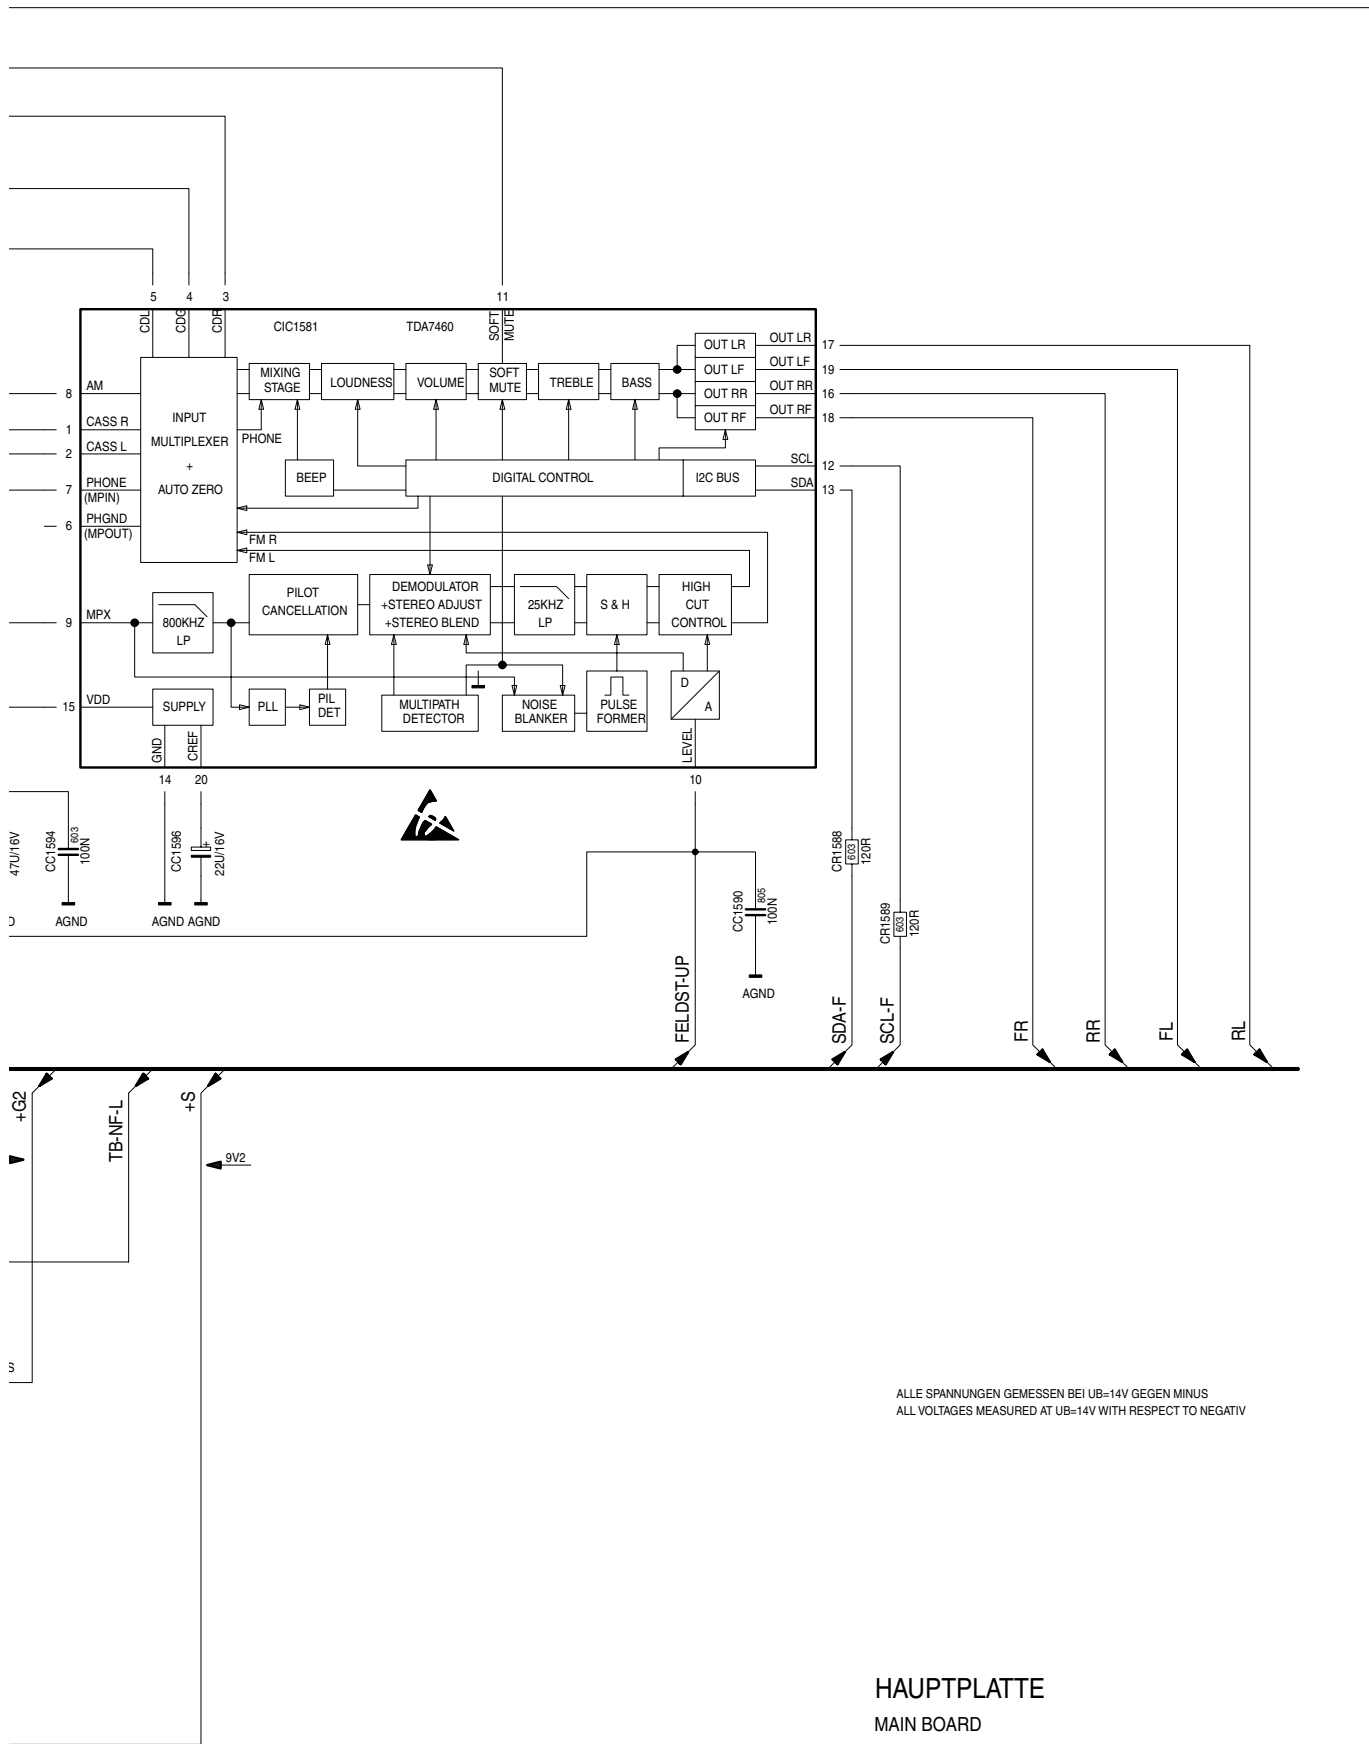 5 4 3 11
CDL CDG CDR CIC1581 TDA7460 SOFT MUTE
8 AM
1 CASS R
2 CASS L
7 PHONE
(MPIN)
6 PHGND
(MPOUT)
9 MPX
15 VDD
INPUT
MULTIPLEXER
+
AUTO ZERO
MIXING
STAGE
LOUDNESS
VOLUME
SOFT
MUTE
TREBLE
BASS
OUT LR OUT LR 17
OUT LF OUT LF 19
OUT RR OUT RR 16
OUT RF OUT RF 18
PHONE
BEEP
DIGITAL CONTROL
I2C BUS
SCL 12
SDA 13
FM R
FM L
800KHZ
LP
PILOT
CANCELLATION
DEMODULATOR
+STEREO ADJUST
+STEREO BLEND
25KHZ
LP
S & H
HIGH
CUT
CONTROL
SUPPLY
PLL
PIL
DET
MULTIPATH
DETECTOR
NOISE
BLANKER
PULSE
FORMER
D
A
GND CREF LEVEL
14 20 10
47U/16V
CC1594
603
100N
AGND
CC1596
+
22U/16V
AGND AGND
CC1590
805
100N
AGND
CR1588
603
120R
CR1589
603
120R
FELDST-UP
SDA-F
SCL-F
FR
RR
FL
RL
+G2
TB-NF-L
+S
9V2
S
ALLE SPANNUNGEN GEMESSEN BEI UB=14V GEGEN MINUS
ALL VOLTAGES MEASURED AT UB=14V WITH RESPECT TO NEGATIV
HAUPTPLATTE
MAIN BOARD